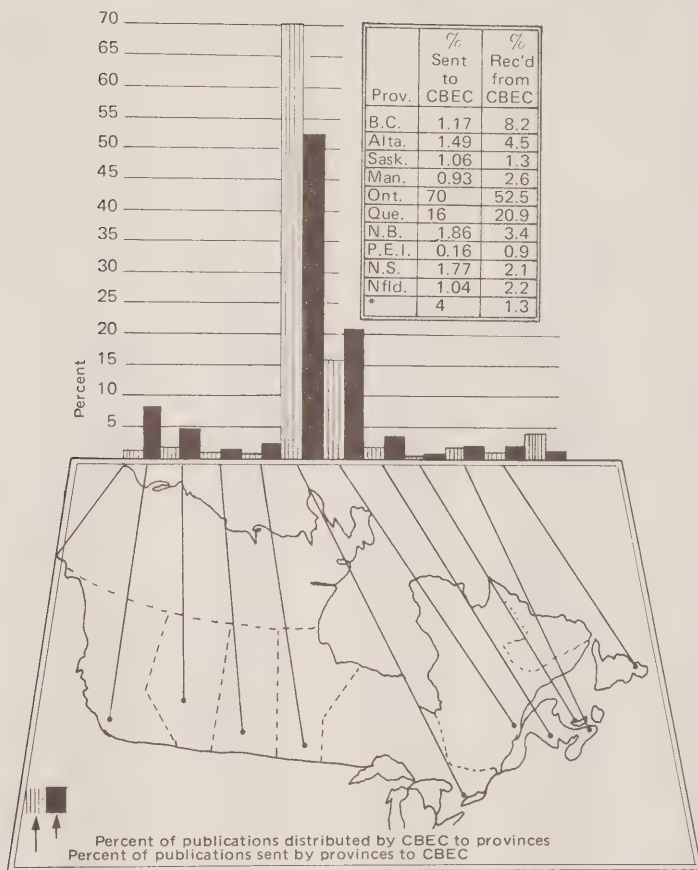 70
65
60
55
50
45
40
35
30
25
20
15
10
5
Percent
Prov. % Sent to CBEC % Rec'd from CBEC
B.C. 1.17 8.2
Alta. 1.49 4.5
Sask. 1.06 1.3
Man. 0.93 2.6
Ont. 70 52.5
Que. 16 20.9
N.B. 1.86 3.4
P.E.I. 0.16 0.9
N.S. 1.77 2.1
Nfld. 1.04 2.2
* 4 1.3
Percent of publications distributed by CBEC to provinces
Percent of publications sent by provinces to CBEC